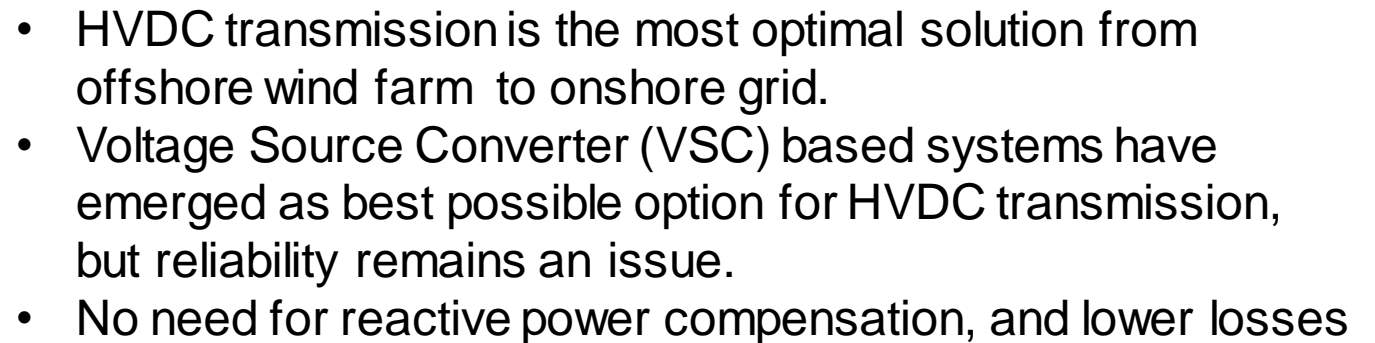 • HVDC transmission is the most optimal solution from
offshore wind farm to onshore grid.
• Voltage Source Converter (VSC) based systems have
emerged as best possible option for HVDC transmission,
but reliability remains an issue.
• No need for reactive power compensation, and lower losses